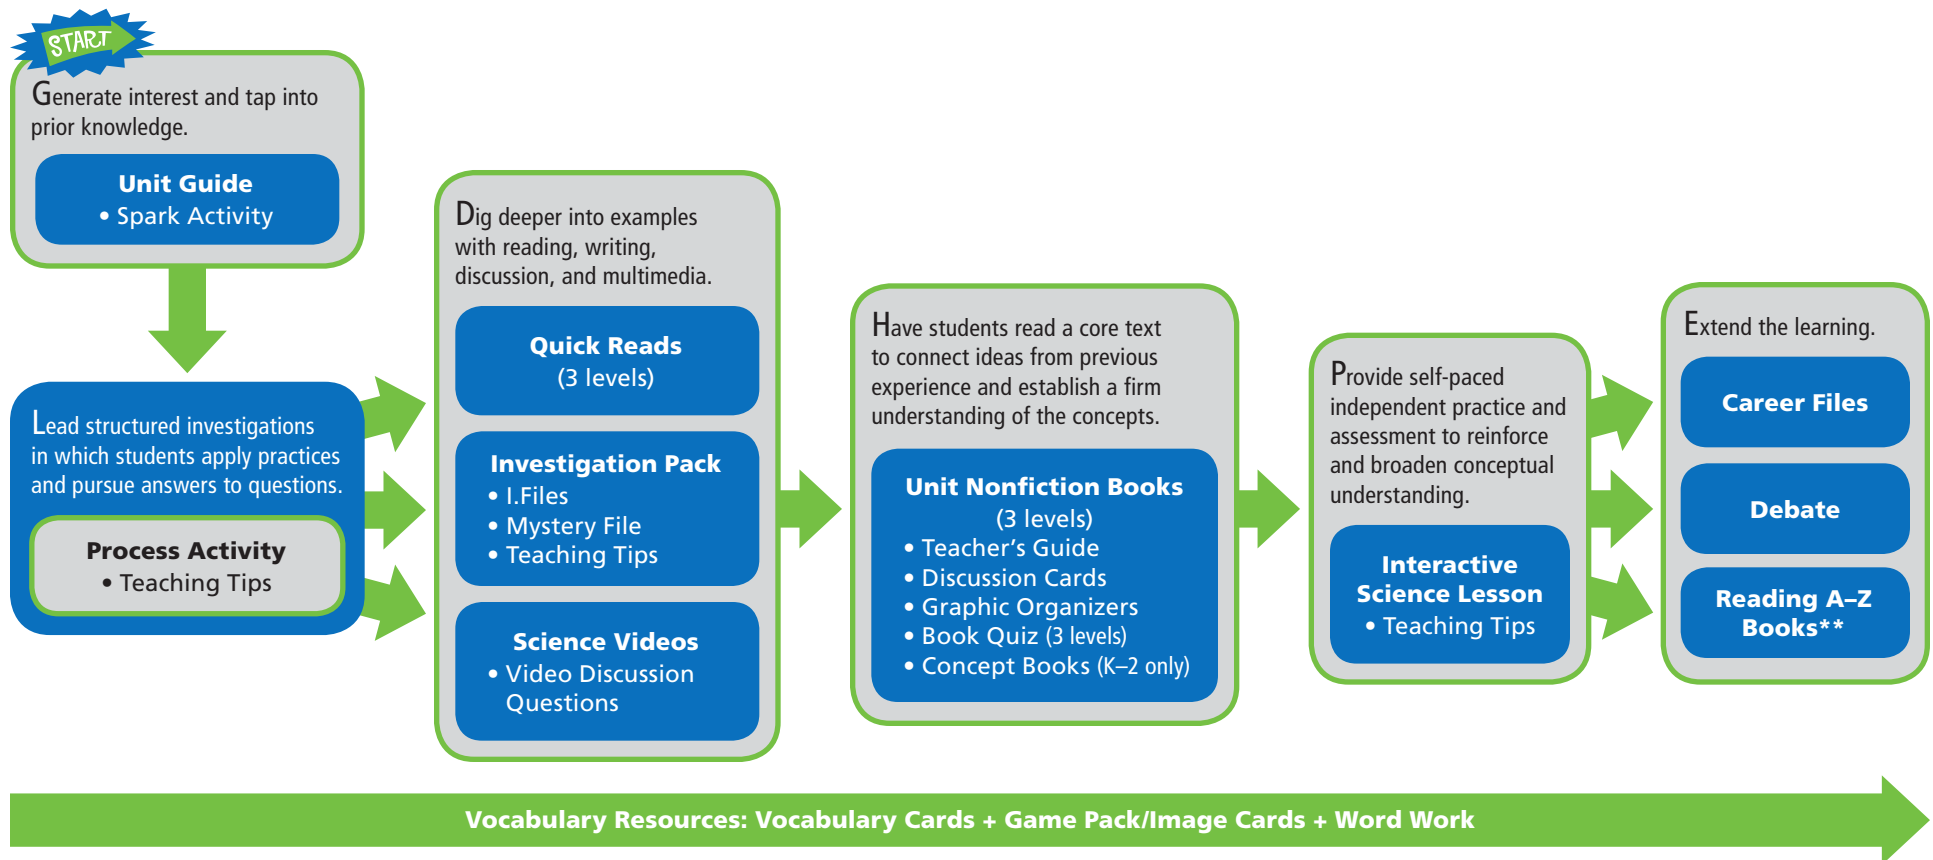 START
Generate interest and tap into
prior knowledge.
Unit Guide
• Spark Activity
Lead structured investigations
in which students apply practices
and pursue answers to questions.
Process Activity
• Teaching Tips
Dig deeper into examples
with reading, writing,
discussion, and multimedia.
Quick Reads
(3 levels)
Investigation Pack
• I.Files
• Mystery File
• Teaching Tips
Science Videos
• Video Discussion
Questions
Have students read a core text
to connect ideas from previous
experience and establish a firm
understanding of the concepts.
Unit Nonfiction Books
(3 levels)
• Teacher’s Guide
• Discussion Cards
• Graphic Organizers
• Book Quiz (3 levels)
• Concept Books (K–2 only)
Provide self-paced
independent practice and
assessment to reinforce
and broaden conceptual
understanding.
Interactive
Science Lesson
• Teaching Tips
Extend the learning.
Career Files
Debate
Reading A–Z
Books**
Vocabulary Resources: Vocabulary Cards + Game Pack/Image Cards + Word Work